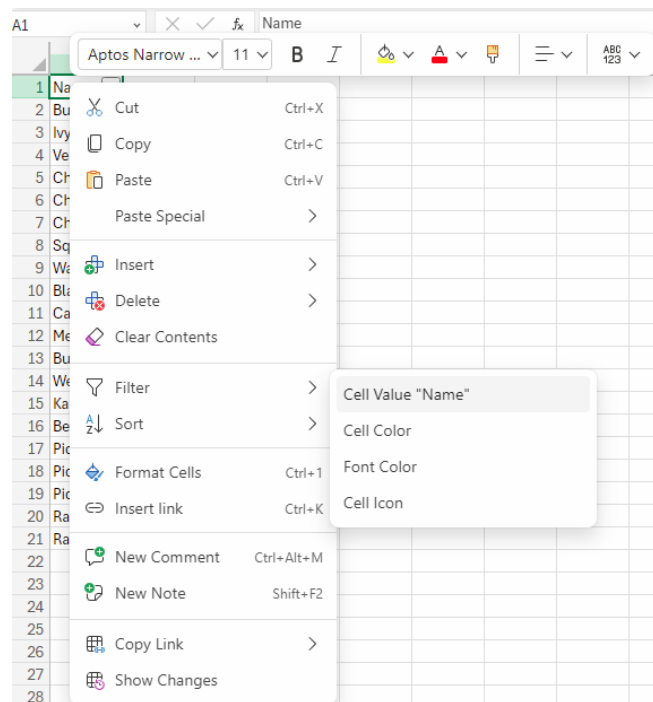 A1 fx Name
Aptos Narrow ... 11 B I A ABC 123
1 Na
2 Bu
3 Ivy
4 Ve
5 Ch
6 Ch
7 Ch
8 Sq
9 Wa
10 Bla
11 Ca
12 Me
13 Bu
14 We
15 Ka
16 Be
17 Pic
18 Pic
19 Pic
20 Ra
21 Ra
22
23
24
25
26
27
28
Cut Ctrl+X
Copy Ctrl+C
Paste Ctrl+V
Paste Special
Insert
Delete
Clear Contents
Filter
Sort
Format Cells Ctrl+1
Insert link Ctrl+K
New Comment Ctrl+Alt+M
New Note Shift+F2
Copy Link
Show Changes
Cell Value "Name"
Cell Color
Font Color
Cell Icon